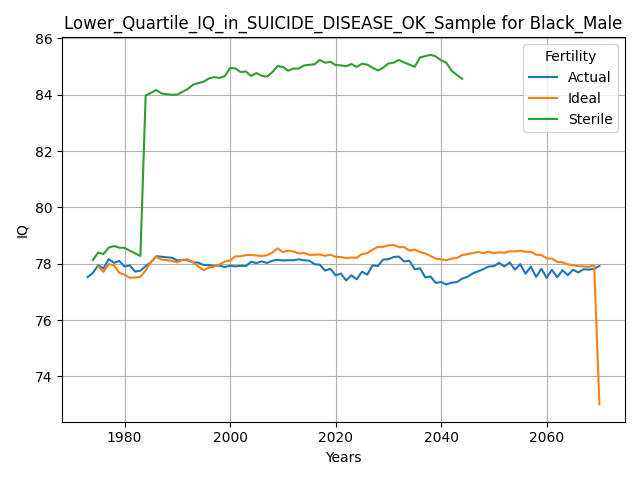 Lower_Quartile_IQ_in_SUICIDE_DISEASE_OK_Sample for Black_Male
86
84
82
80
78
76
74
IQ
1980
2000
2020
2040
2060
Years
Fertility
Actual
Ideal
Sterile